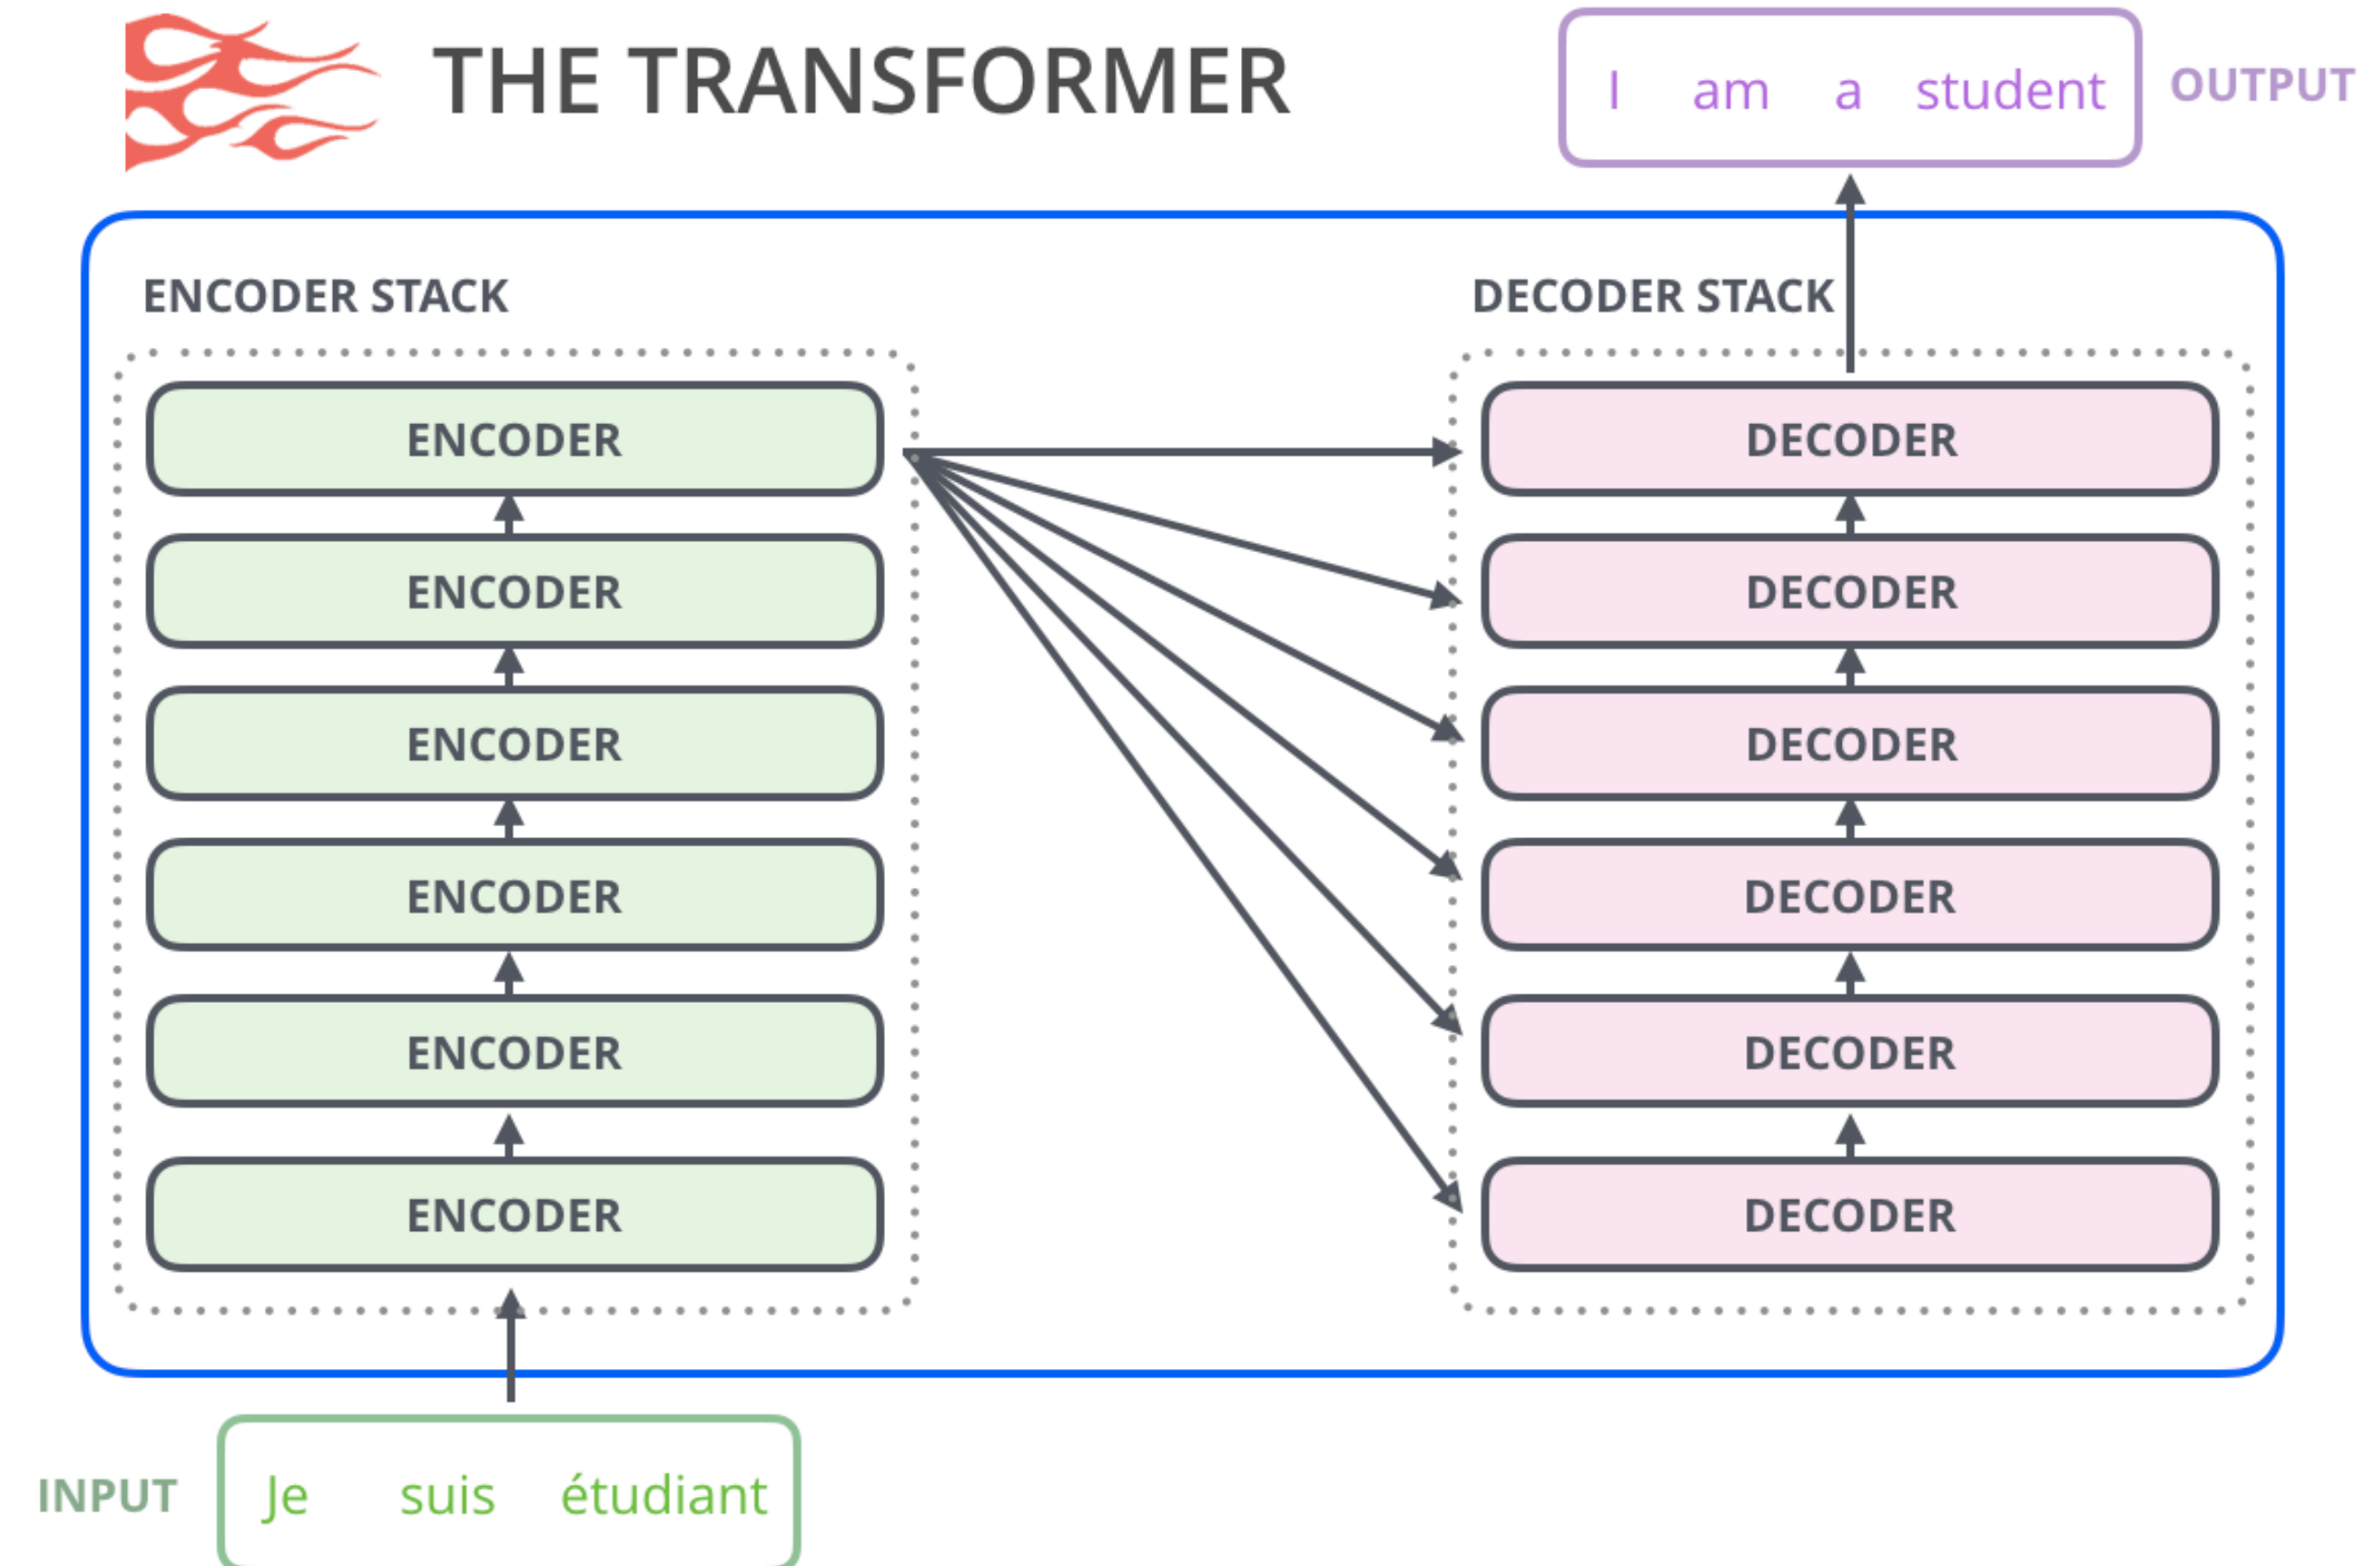 THE TRANSFORMER
I am a student
OUTPUT
ENCODER STACK
DECODER STACK
ENCODER
DECODER
ENCODER
DECODER
ENCODER
DECODER
ENCODER
DECODER
ENCODER
DECODER
ENCODER
DECODER
INPUT
Je suis étudiant